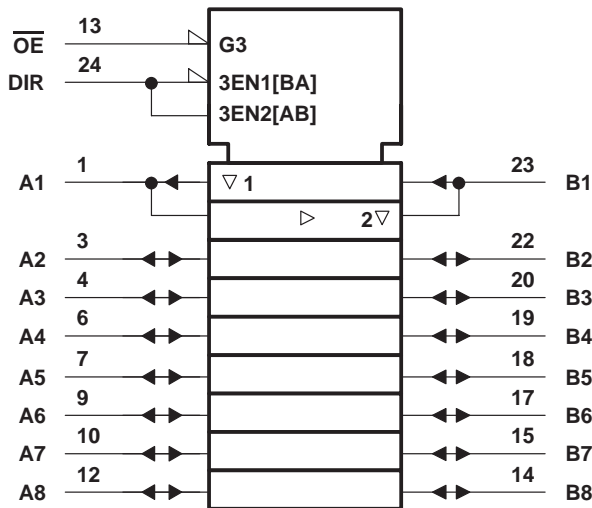 OE 13 G3
DIR 24 3EN1[BA]
3EN2[AB]
A1 1 ▽ 1 23 B1
▷ 2▽
A2 3 22 B2
A3 4 20 B3
A4 6 19 B4
A5 7 18 B5
A6 9 17 B6
A7 10 15 B7
A8 12 14 B8